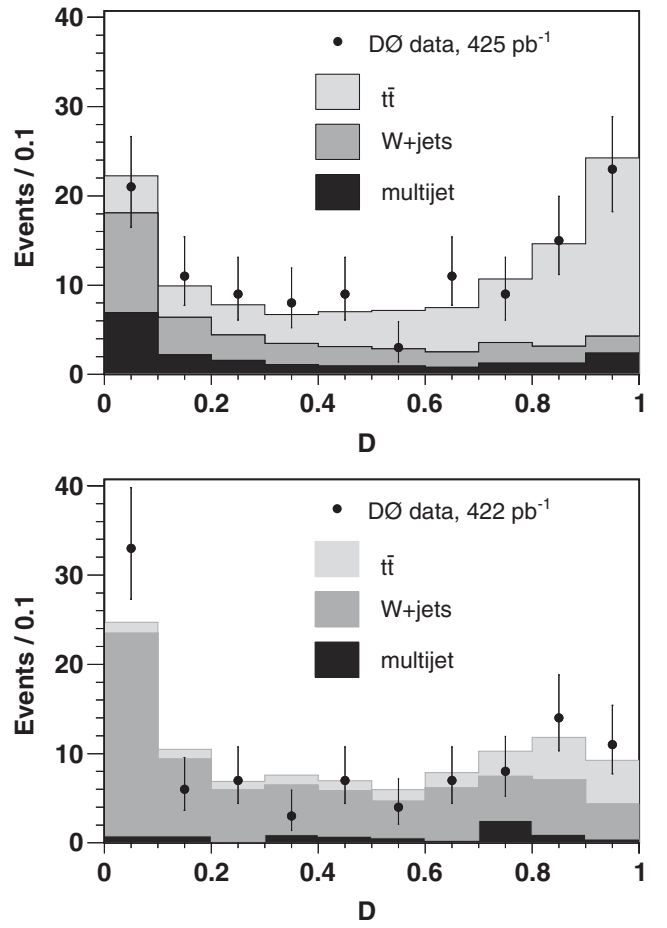 40
30
20
10
0
Events / 0.1
DØ data, 425 pb⁻¹
tt̄
W+jets
multijet
0 0.2 0.4 0.6 0.8 1
D
40
30
20
10
0
Events / 0.1
DØ data, 422 pb⁻¹
tt̄
W+jets
multijet
0 0.2 0.4 0.6 0.8 1
D